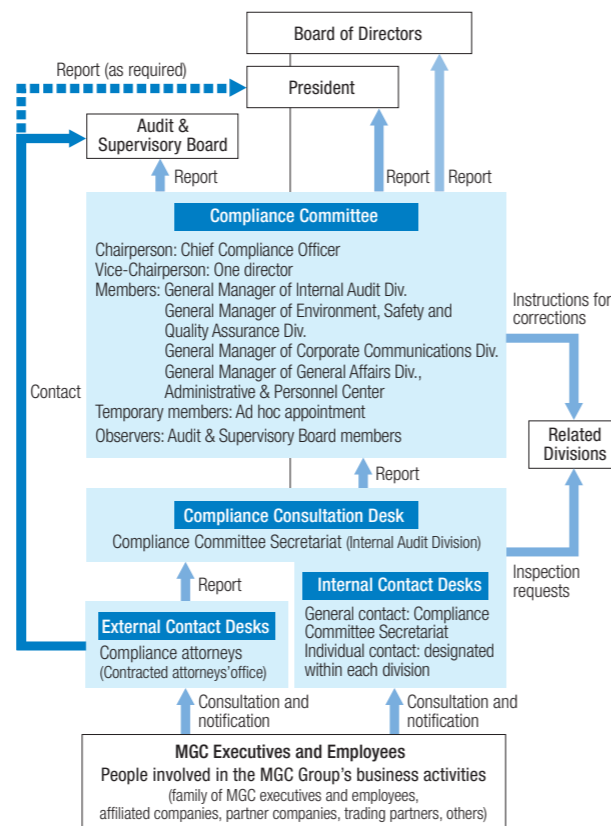 Board of Directors
Report (as required)
President
Audit &
Supervisory Board
Report
Report
Report
Compliance Committee
Chairperson: Chief Compliance Officer
Vice-Chairperson: One director
Members: General Manager of Internal Audit Div.
General Manager of Environment, Safety and
Quality Assurance Div.
General Manager of Corporate Communications Div.
General Manager of General Affairs Div.,
Administrative & Personnel Center
Temporary members: Ad hoc appointment
Observers: Audit & Supervisory Board members
Instructions for
corrections
Contact
Related
Divisions
Report
Compliance Consultation Desk
Compliance Committee Secretariat (Internal Audit Division)
Inspection
requests
Report
Internal Contact Desks
General contact: Compliance
Committee Secretariat
Individual contact: designated
within each division
External Contact Desks
Compliance attorneys
(Contracted attorneys'office)
Consultation and
notification
Consultation and
notification
MGC Executives and Employees
People involved in the MGC Group's business activities
(family of MGC executives and employees,
affiliated companies, partner companies, trading partners, others)